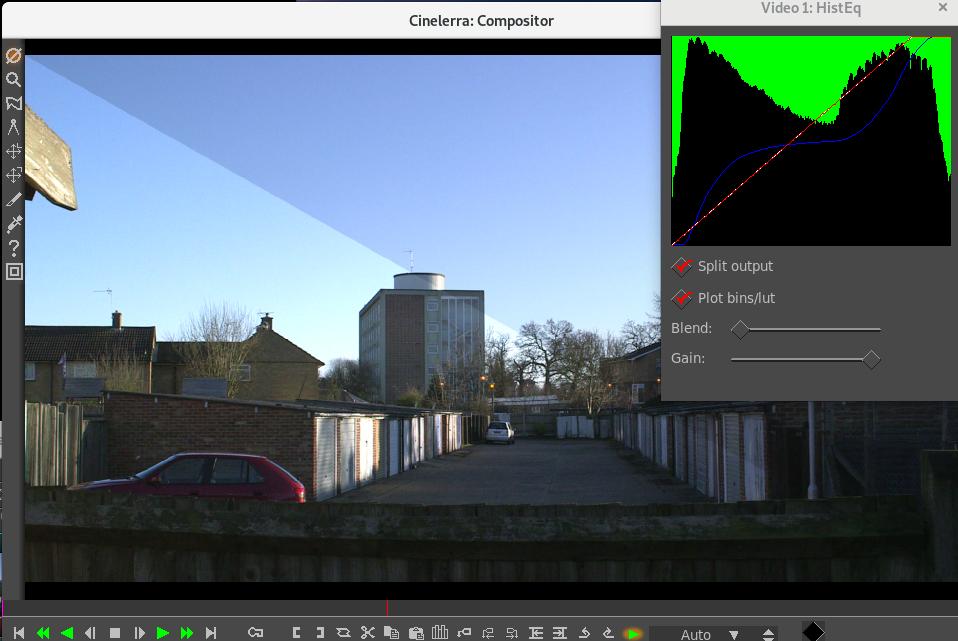 Cinelerra: Compositor
Video 1: HistEq
Split output
Plot bins/lut
Blend:
Gain:
Auto